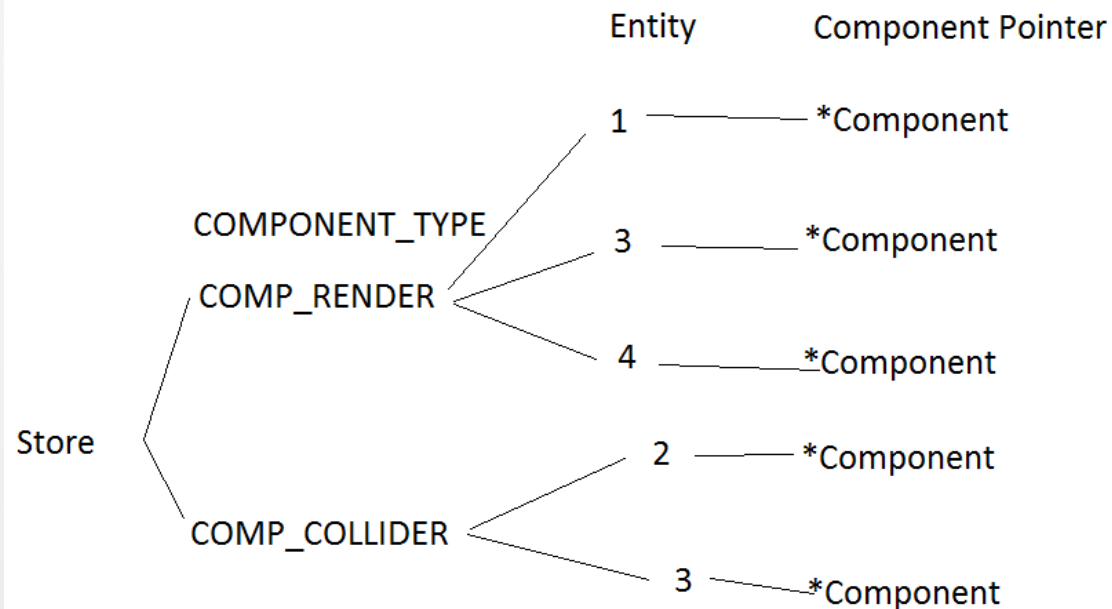 Entity Component Pointer
1 *Component
COMPONENT_TYPE
3 *Component
COMP_RENDER
4 *Component
Store
2 *Component
COMP_COLLIDER
3 *Component